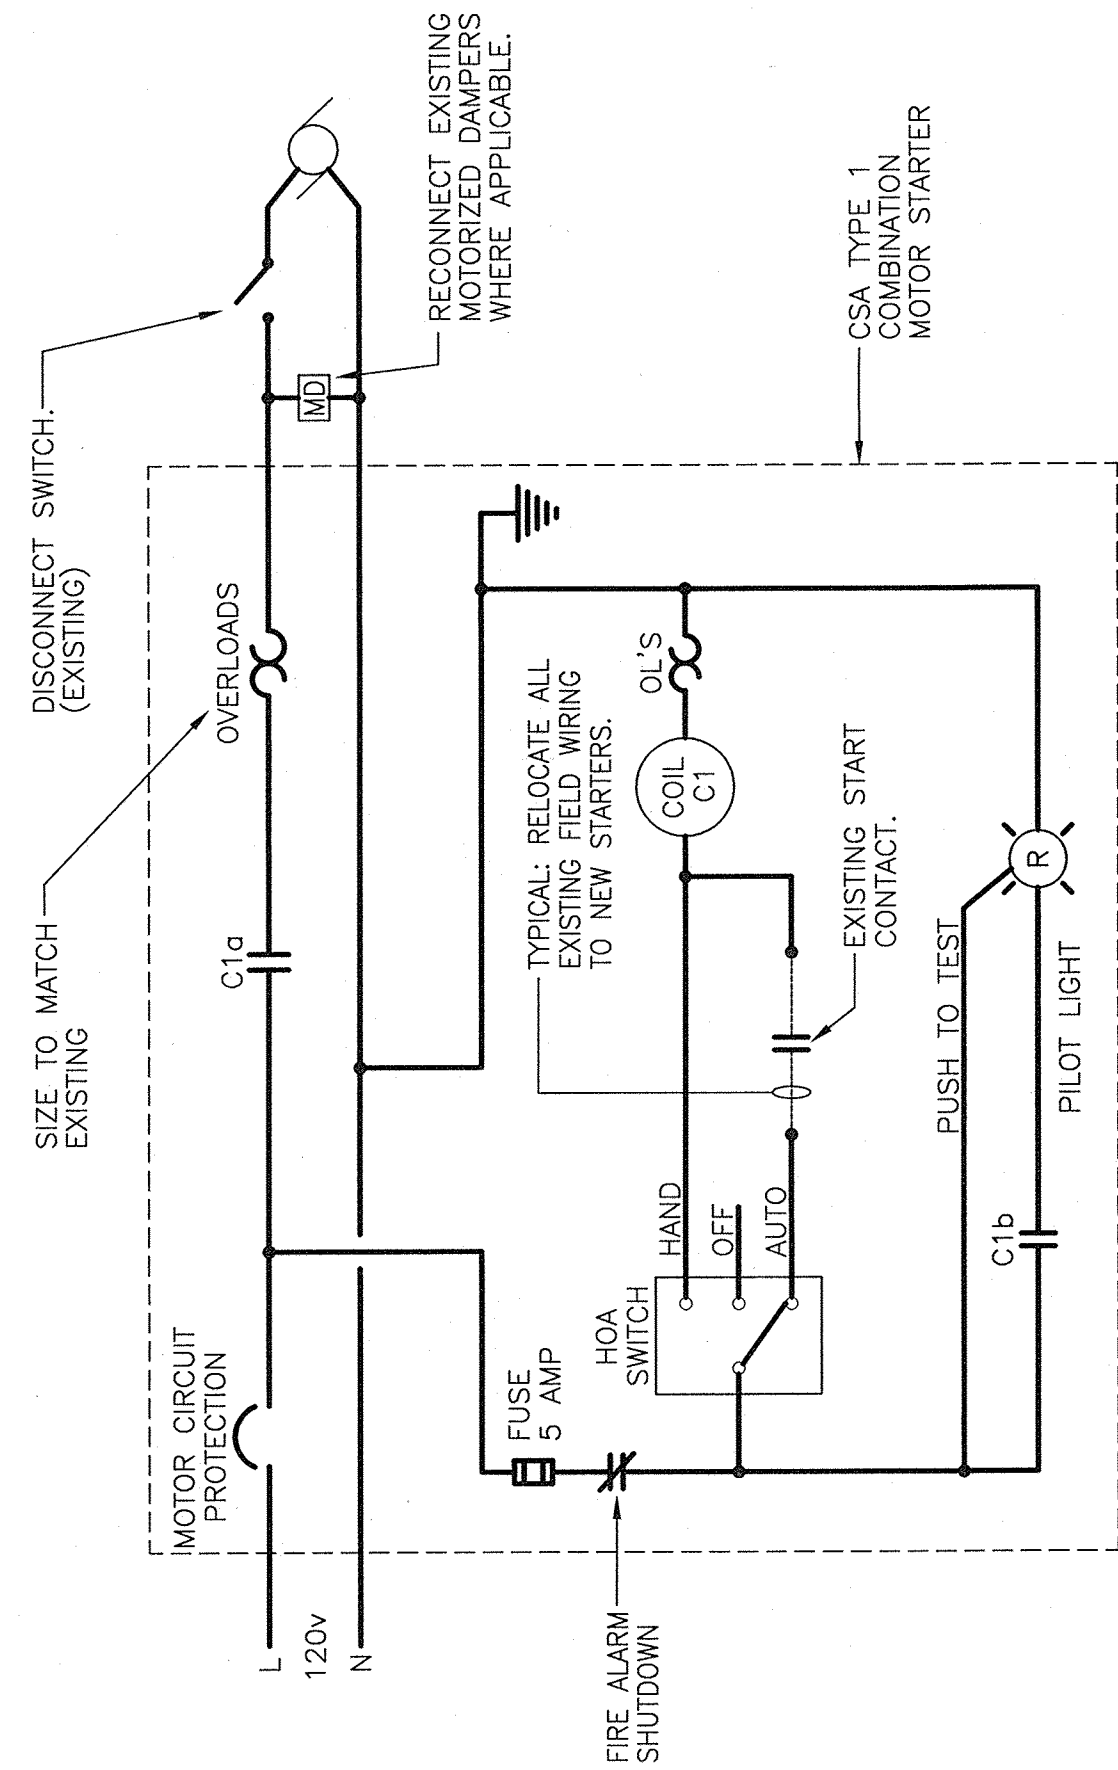 DISCONNECT SWITCH.
(EXISTING)
SIZE TO MATCH
EXISTING
OVERLOADS
C1a
MOTOR CIRCUIT
PROTECTION
L
120v
N
MD
RECONNECT EXISTING
MOTORIZED DAMPERS
WHERE APPLICABLE.
FUSE
5 AMP
FIRE ALARM
SHUTDOWN
HOA
SWITCH
HAND
OFF
AUTO
TYPICAL: RELOCATE ALL
EXISTING FIELD WIRING
TO NEW STARTERS.
COIL
C1
OL'S
EXISTING START
CONTACT.
CSA TYPE 1
COMBINATION
MOTOR STARTER
PUSH TO TEST
C1b
PILOT LIGHT
R